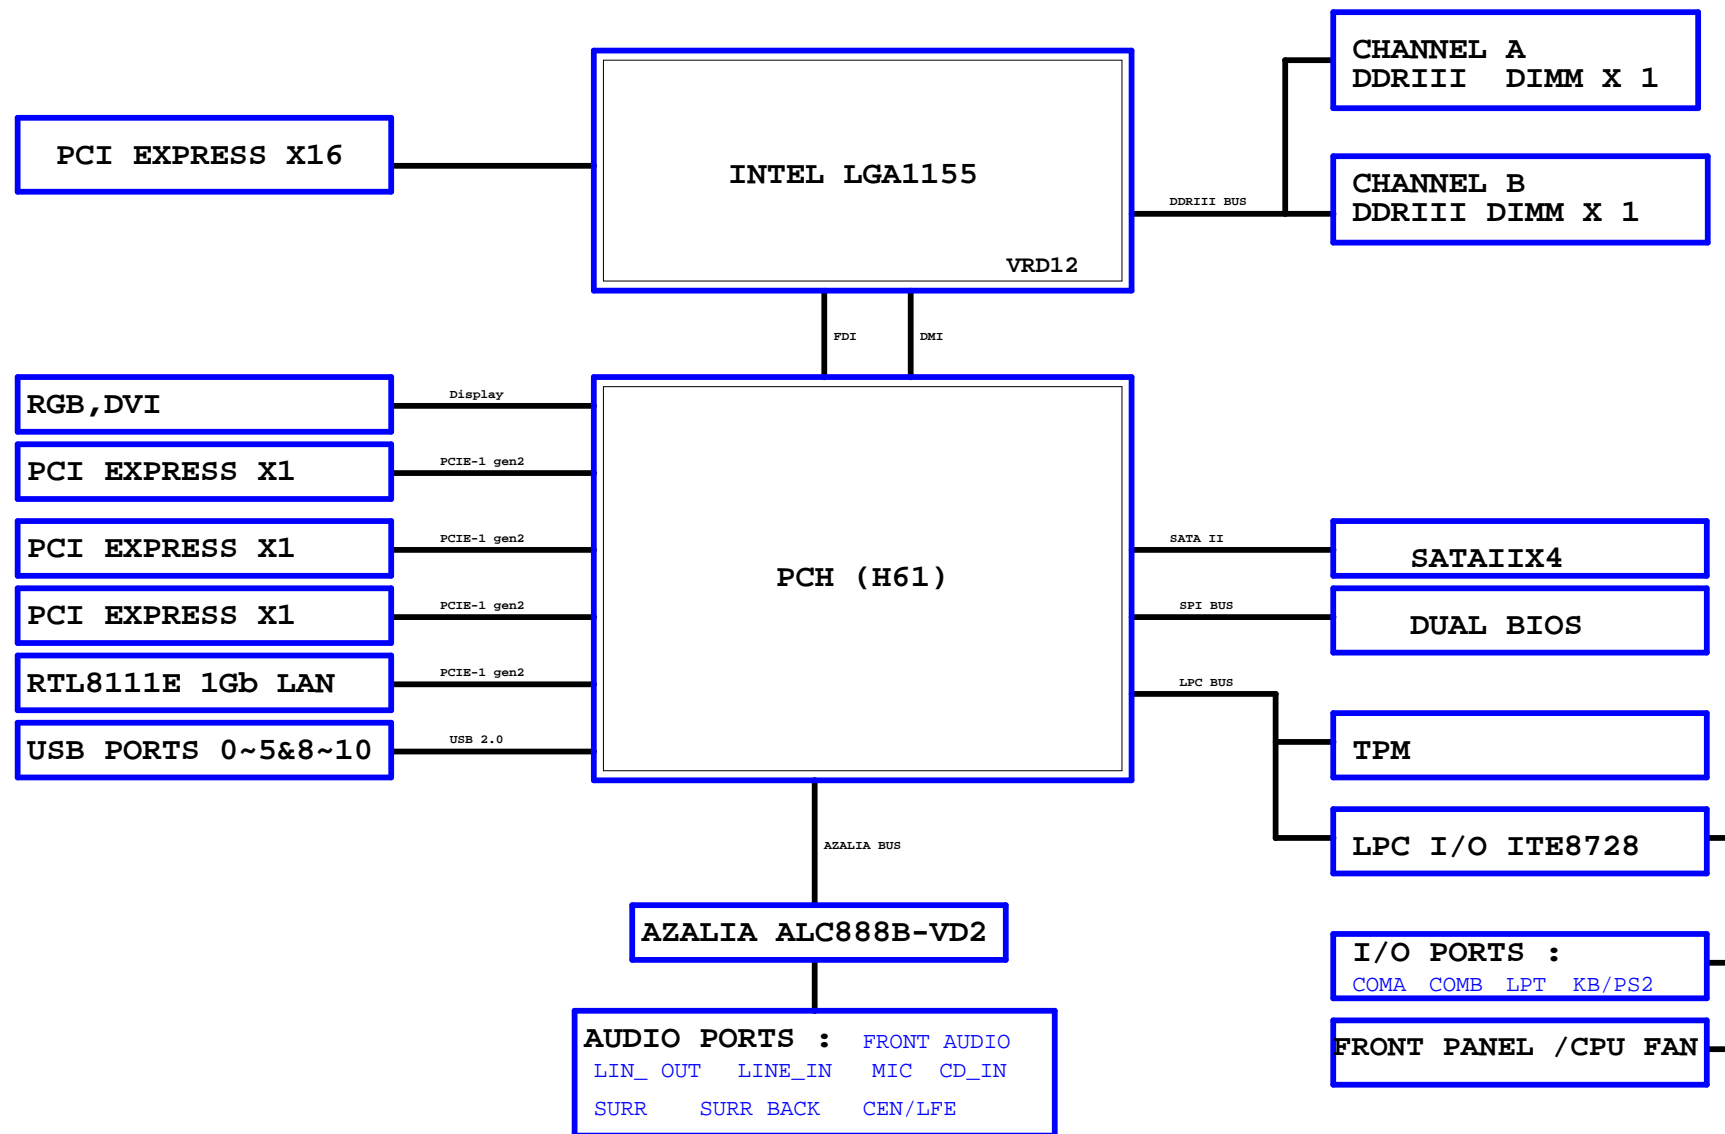 CHANNEL A
DDRIII  DIMM X 1
PCI EXPRESS X16
INTEL LGA1155
VRD12
DDRIII BUS
CHANNEL B
DDRIII DIMM X 1
FDI
DMI
RGB,DVI
Display
PCI EXPRESS X1
PCIE-1 gen2
PCI EXPRESS X1
PCIE-1 gen2
PCI EXPRESS X1
PCIE-1 gen2
RTL8111E 1Gb LAN
PCIE-1 gen2
USB PORTS 0~5&8~10
USB 2.0
PCH (H61)
SATA II
SATAIIX4
SPI BUS
DUAL BIOS
LPC BUS
TPM
LPC I/O ITE8728
AZALIA BUS
AZALIA ALC888B-VD2
I/O PORTS :
COMA COMB LPT KB/PS2
FRONT PANEL /CPU FAN
AUDIO PORTS : FRONT AUDIO
LIN_ OUT LINE_IN MIC CD_IN
SURR SURR BACK CEN/LFE